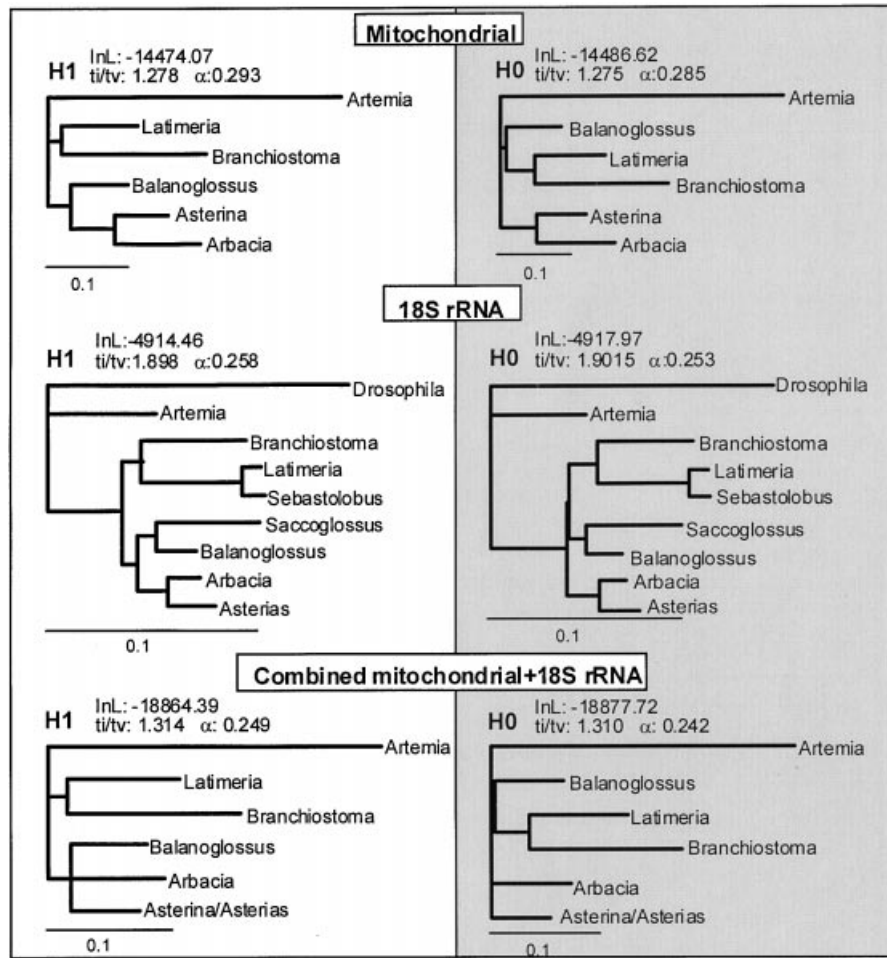 Mitochondrial
H1
lnL: -14474.07
ti/tv: 1.278 α:0.293
Artemia
Latimeria
Branchiostoma
Balanoglossus
Asterina
Arbacia
0.1
H0
lnL: -14486.62
ti/tv: 1.275 α:0.285
Artemia
Balanoglossus
Latimeria
Branchiostoma
Asterina
Arbacia
0.1
18S rRNA
H1
lnL:-4914.46
ti/tv:1.898 α:0.258
Drosophila
Artemia
Branchiostoma
Latimeria
Sebastolobus
Saccoglossus
Balanoglossus
Arbacia
Asterias
0.1
H0
lnL:-4917.97
ti/tv: 1.9015 α:0.253
Drosophila
Artemia
Branchiostoma
Latimeria
Sebastolobus
Saccoglossus
Balanoglossus
Arbacia
Asterias
0.1
Combined mitochondrial+18S rRNA
H1
lnL: -18864.39
ti/tv: 1.314 α: 0.249
Artemia
Latimeria
Branchiostoma
Balanoglossus
Arbacia
Asterina/Asterias
0.1
H0
lnL: -18877.72
ti/tv: 1.310 α: 0.242
Artemia
Balanoglossus
Latimeria
Branchiostoma
Arbacia
Asterina/Asterias
0.1